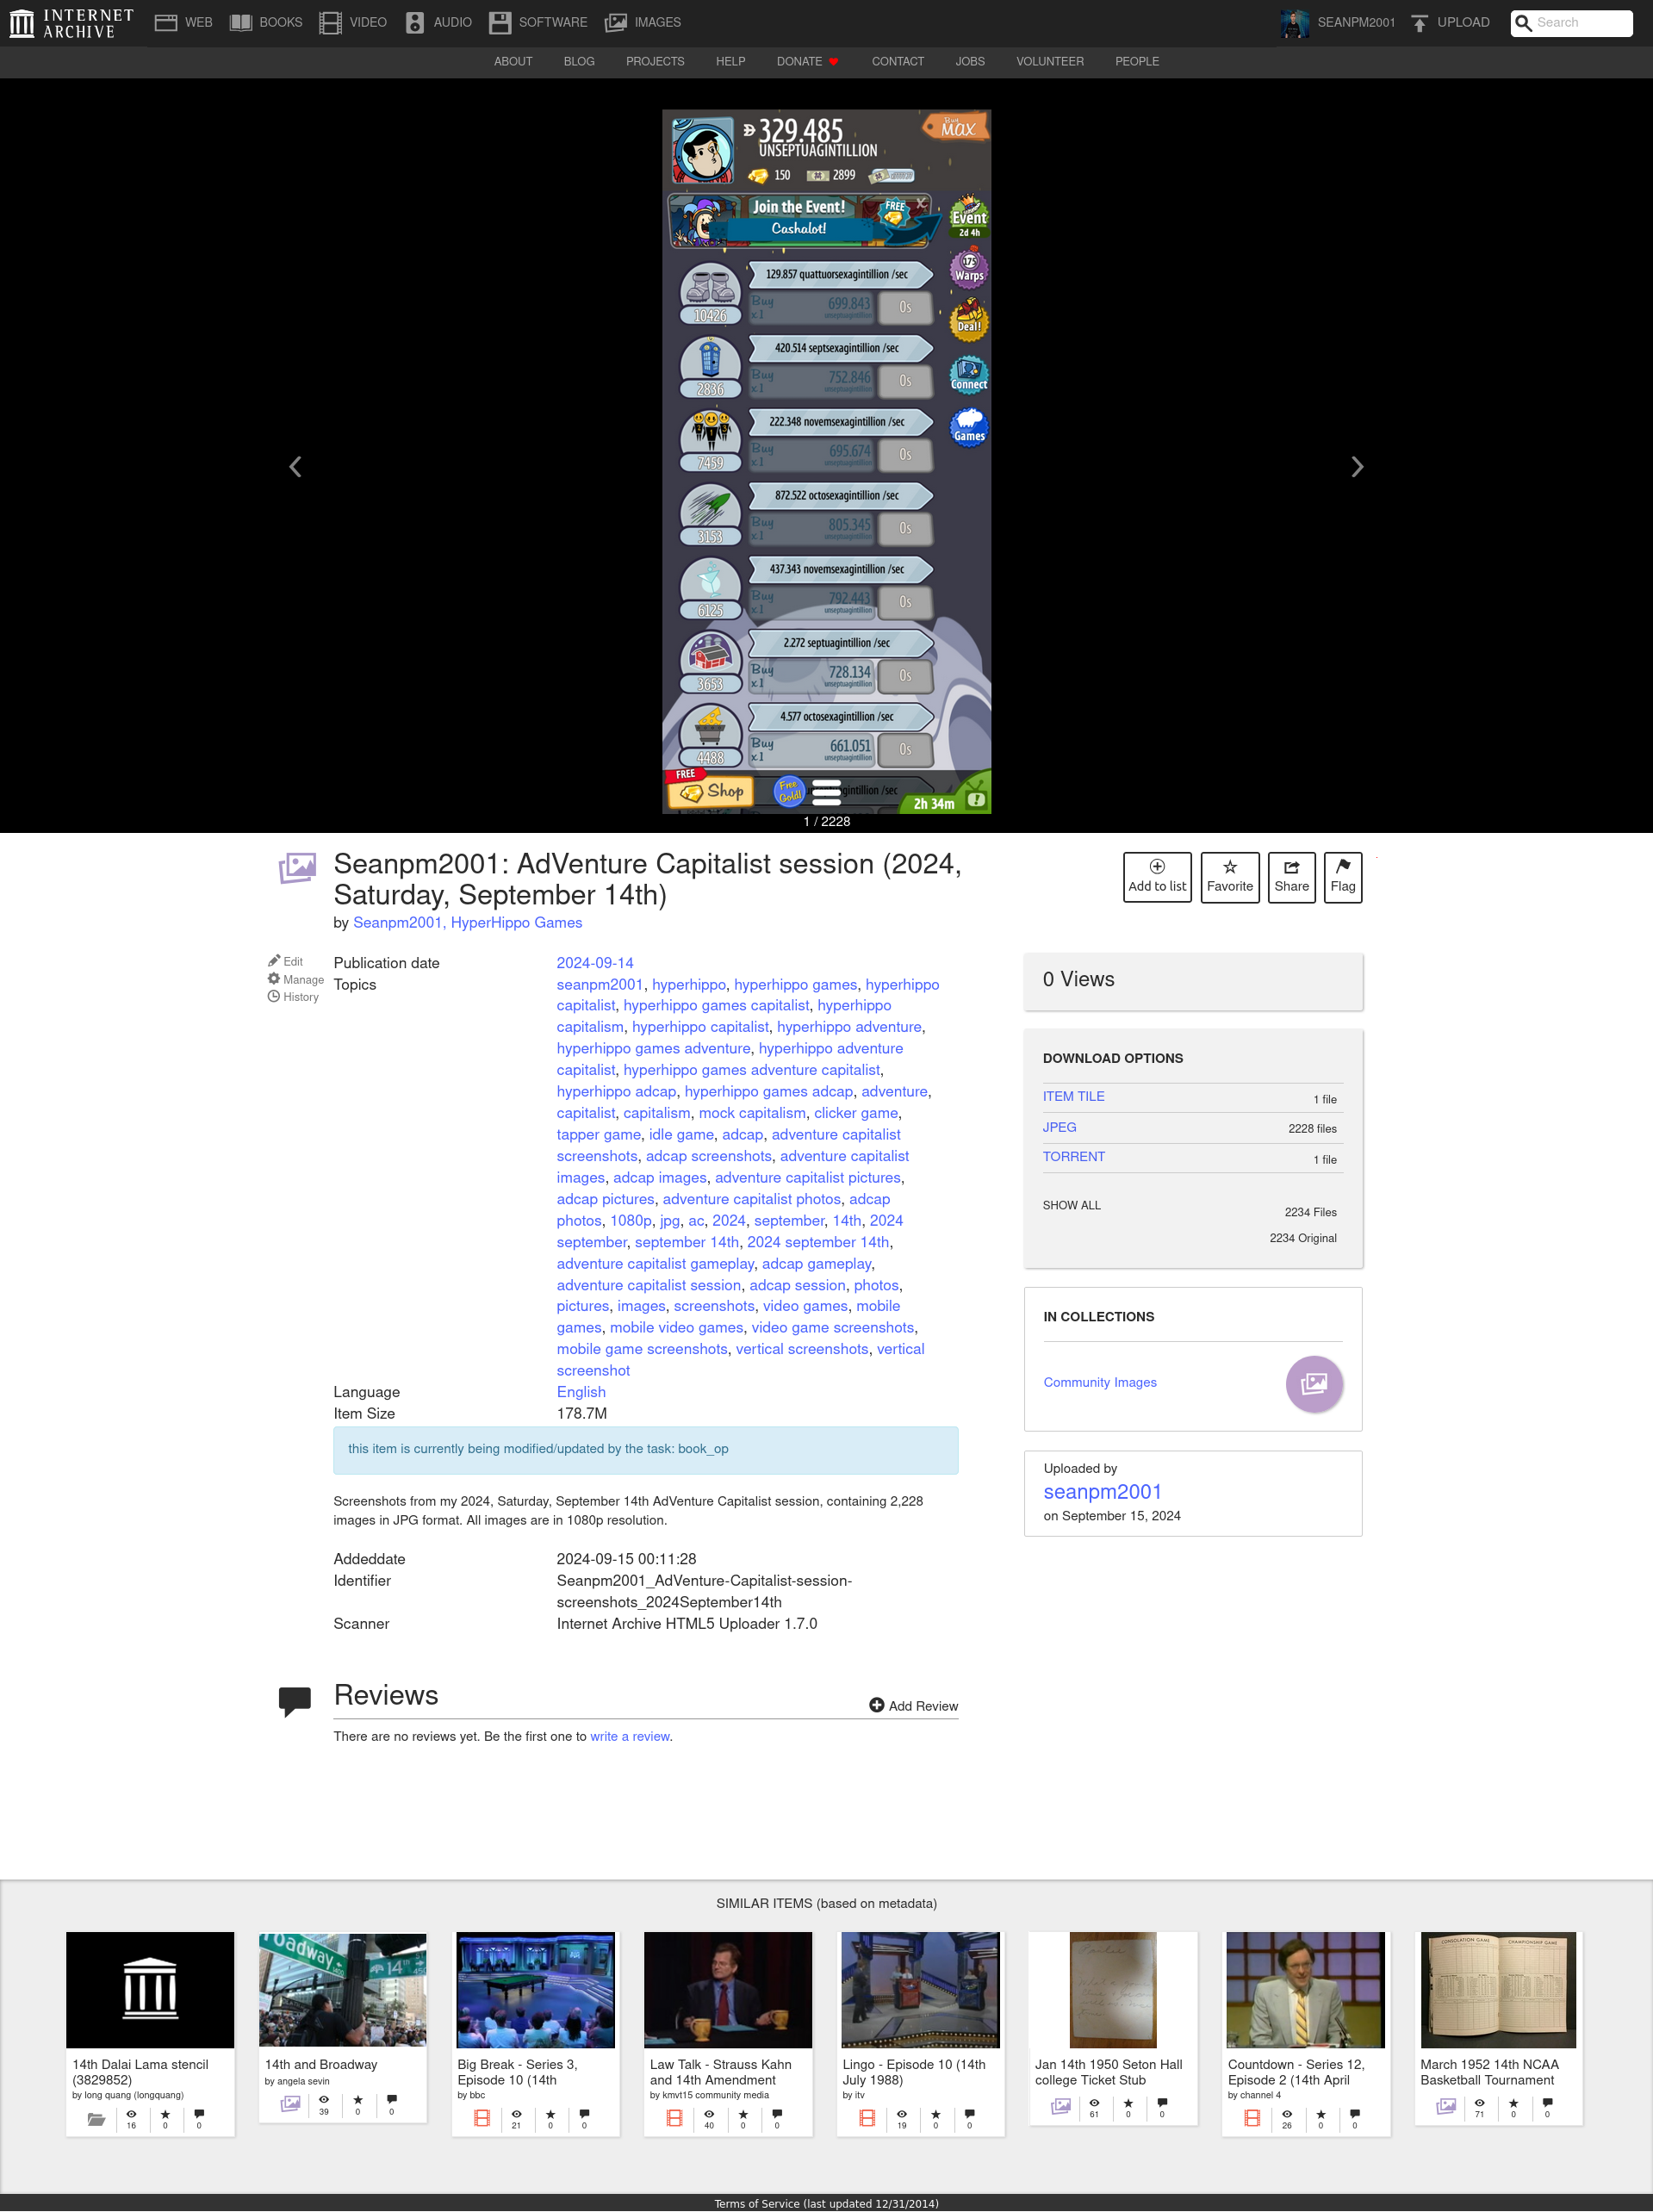 INTERNET ARCHIVE
WEB BOOKS VIDEO AUDIO SOFTWARE IMAGES SEANPM2001 UPLOAD Search
ABOUT BLOG PROJECTS HELP DONATE CONTACT JOBS VOLUNTEER PEOPLE
329.485
UNSEPTUAGINTILLION
Buy MAX
150 2899
Join the Event!
Cashalot!
FREE
Event
2d 4h
129.857 quattuorsexagintillion /sec
Buy x1 699.843 unseptuagintillion 0s
10426
175 Warps
420.514 septsexagintillion /sec
Buy x1 752.846 0s
2836
Deal!
Connect
222.348 novemsexagintillion /sec
Buy x1 695.674 0s
7459
Games
872.522 octosexagintillion /sec
Buy x1 805.345 0s
3153
437.343 novemsexagintillion /sec
Buy x1 792.443 unseptuagintillion 0s
6125
2.272 septuagintillion /sec
Buy x1 728.134 unseptuagintillion 0s
3653
4.577 octosexagintillion /sec
Buy x1 661.051 unseptuagintillion 0s
4488
FREE
Shop
Free Gold!
2h 34m
1 / 2228
Seanpm2001: AdVenture Capitalist session (2024,
Saturday, September 14th)
by Seanpm2001, HyperHippo Games
Add to list Favorite Share Flag
Edit
Manage
History
Publication date 2024-09-14
Topics seanpm2001, hyperhippo, hyperhippo games, hyperhippo
capitalist, hyperhippo games capitalist, hyperhippo
capitalism, hyperhippo capitalist, hyperhippo adventure,
hyperhippo games adventure, hyperhippo adventure
capitalist, hyperhippo games adventure capitalist,
hyperhippo adcap, hyperhippo games adcap, adventure,
capitalist, capitalism, mock capitalism, clicker game,
tapper game, idle game, adcap, adventure capitalist
screenshots, adcap screenshots, adventure capitalist
images, adcap images, adventure capitalist pictures,
adcap pictures, adventure capitalist photos, adcap
photos, 1080p, jpg, ac, 2024, september, 14th, 2024
september, september 14th, 2024 september 14th,
adventure capitalist gameplay, adcap gameplay,
adventure capitalist session, adcap session, photos,
pictures, images, screenshots, video games, mobile
games, mobile video games, video game screenshots,
mobile game screenshots, vertical screenshots, vertical
screenshot
Language English
Item Size 178.7M
this item is currently being modified/updated by the task: book_op
Screenshots from my 2024, Saturday, September 14th AdVenture Capitalist session, containing 2,228
images in JPG format. All images are in 1080p resolution.
Addeddate 2024-09-15 00:11:28
Identifier Seanpm2001_AdVenture-Capitalist-session-
screenshots_2024September14th
Scanner Internet Archive HTML5 Uploader 1.7.0
0 Views
DOWNLOAD OPTIONS
ITEM TILE 1 file
JPEG 2228 files
TORRENT 1 file
SHOW ALL 2234 Files
2234 Original
IN COLLECTIONS
Community Images
Uploaded by
seanpm2001
on September 15, 2024
Reviews
Add Review
There are no reviews yet. Be the first one to write a review.
SIMILAR ITEMS (based on metadata)
14th Dalai Lama stencil
(3829852)
by long quang (longquang)
16 0 0
14th and Broadway
by angela sevin
39 0 0
Big Break - Series 3,
Episode 10 (14th
by bbc
21 0 0
Law Talk - Strauss Kahn
and 14th Amendment
by kmvt15 community media
40 0 0
Lingo - Episode 10 (14th
July 1988)
by itv
19 0 0
Jan 14th 1950 Seton Hall
college Ticket Stub
61 0 0
Countdown - Series 12,
Episode 2 (14th April
by channel 4
26 0 0
CONSOLATION GAME CHAMPIONSHIP GAME
March 1952 14th NCAA
Basketball Tournament
71 0 0
Terms of Service (last updated 12/31/2014)